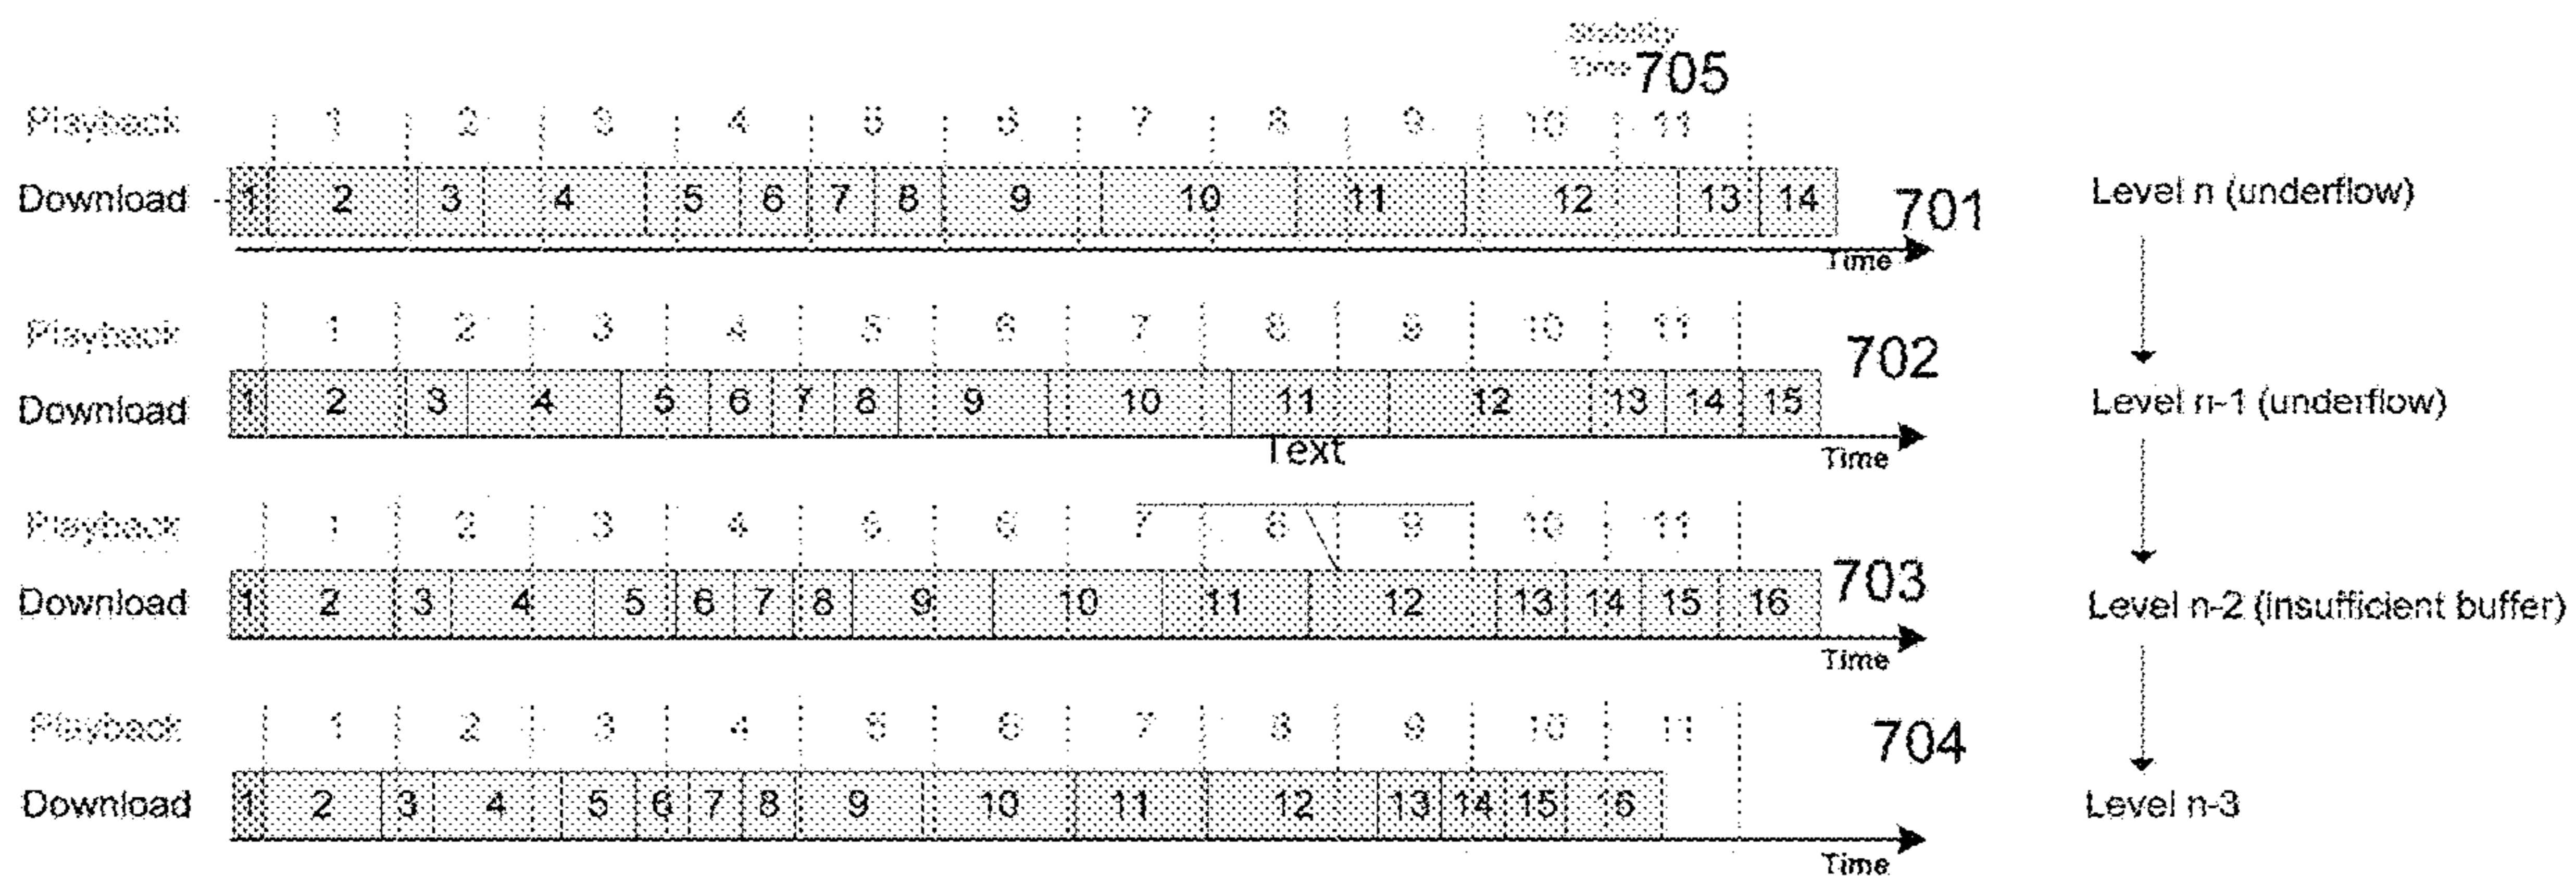 Stability
Time 705
Playback 1 2 3 4 5 6 7 8 9 10 11
Download 1 2 3 4 5 6 7 8 9 10 11 12 13 14 701 Level n (underflow)
Time
Playback 1 2 3 4 5 6 7 8 9 10 11 702
Download 1 2 3 4 5 6 7 8 9 10 11 12 13 14 15 Level n-1 (underflow)
Text
Time
Playback 1 2 3 4 5 6 7 8 9 10 11
703
Download 1 2 3 4 5 6 7 8 9 10 11 12 13 14 15 16 Level n-2 (insufficient buffer)
Time
Playback 1 2 3 4 5 6 7 8 9 10 11 704
Download 1 2 3 4 5 6 7 8 9 10 11 12 13 14 15 16 Level n-3
Time